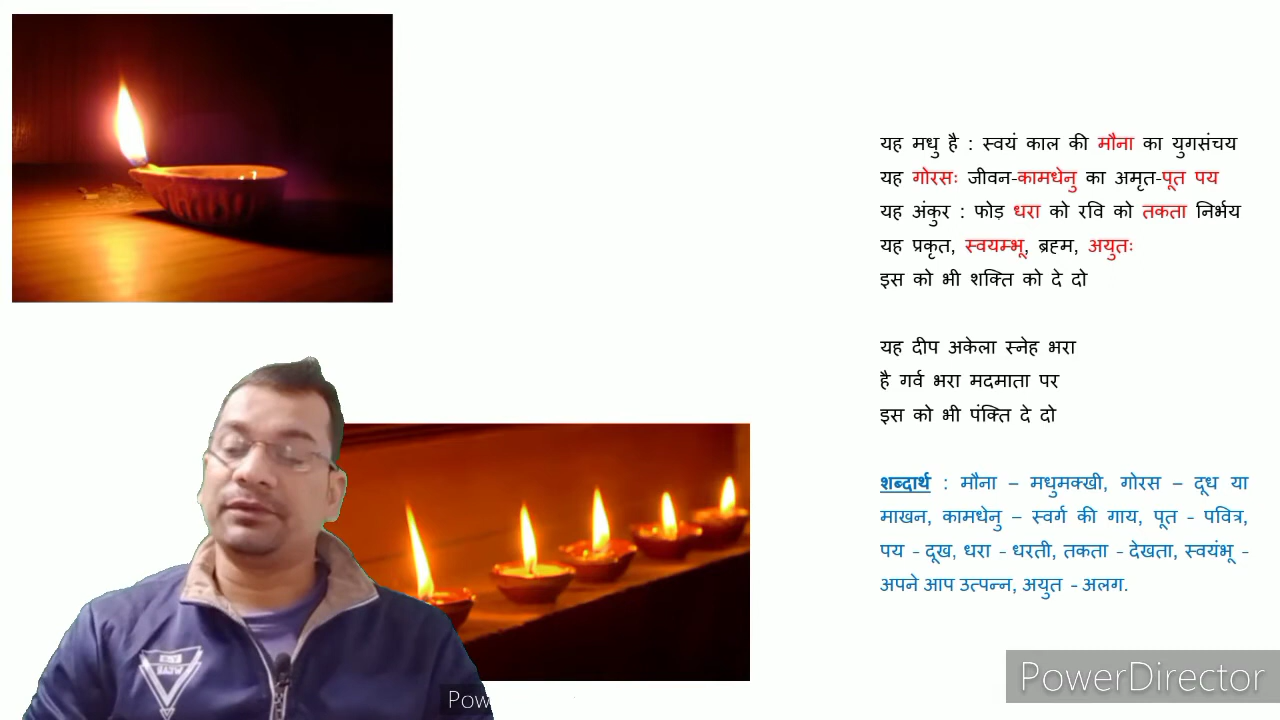 यह मधु है : स्वयं काल की मौना का युगसंचय
यह गोरसः जीवन-कामधेनु का अमृत-पूत पय
यह अंकुर : फोड़ धरा को रवि को तकता निर्भय
यह प्रकृत, स्वयम्भू, ब्रह्म, अयुतः
इस को भी शक्ति को दे दो
यह दीप अकेला स्नेह भरा
है गर्व भरा मदमाता पर
इस को भी पंक्ति दे दो
शब्दार्थ : मौना – मधुमक्खी, गोरस – दूध या
माखन, कामधेनु – स्वर्ग की गाय, पूत - पवित्र,
पय - दूख, धरा - धरती, तकता - देखता, स्वयंभू -
अपने आप उत्पन्न, अयुत - अलग.
PowerDirector
Pow